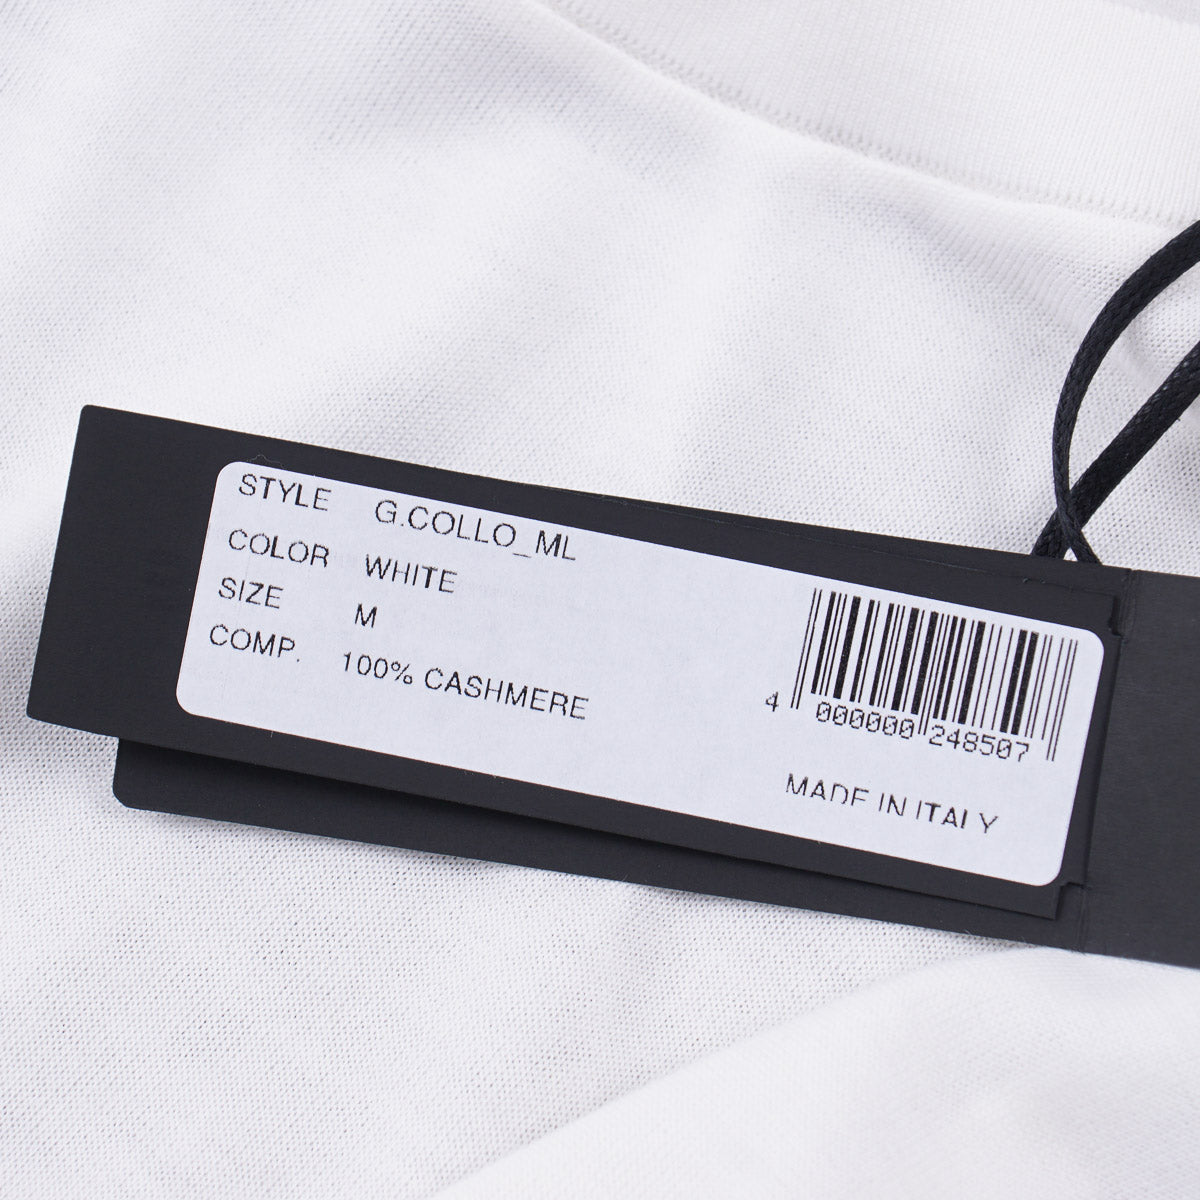 STYLE G.COLLO_ML
COLOR WHITE
SIZE M
COMP. 100% CASHMERE
4 000000 248507
MADE IN ITALY